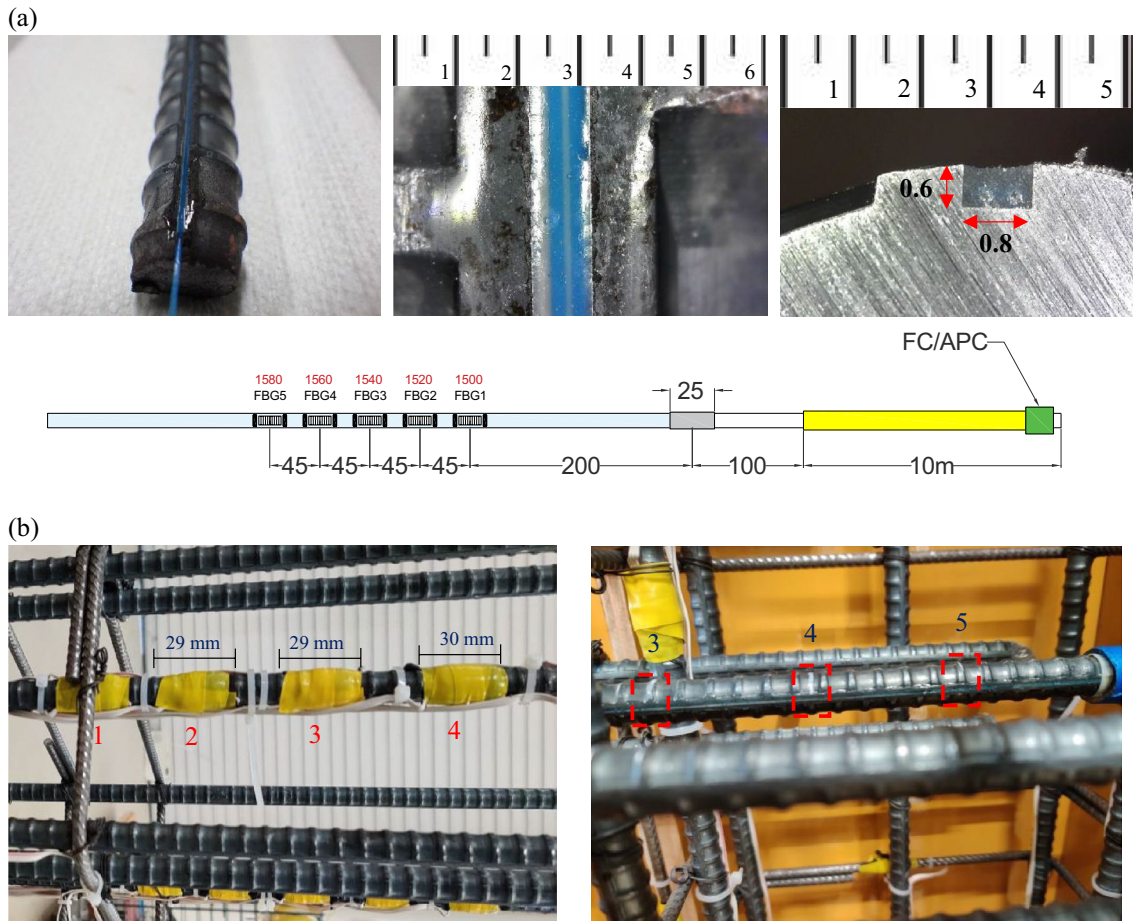 (a)
1 2 3 4 5 6
1 2 3 4 5
0.6
0.8
FC/APC
1580 1560 1540 1520 1500
FBG5 FBG4 FBG3 FBG2 FBG1
25
45 45 45 45 200 100 10m
(b)
29 mm 29 mm 30 mm
1 2 3 4
3 4 5